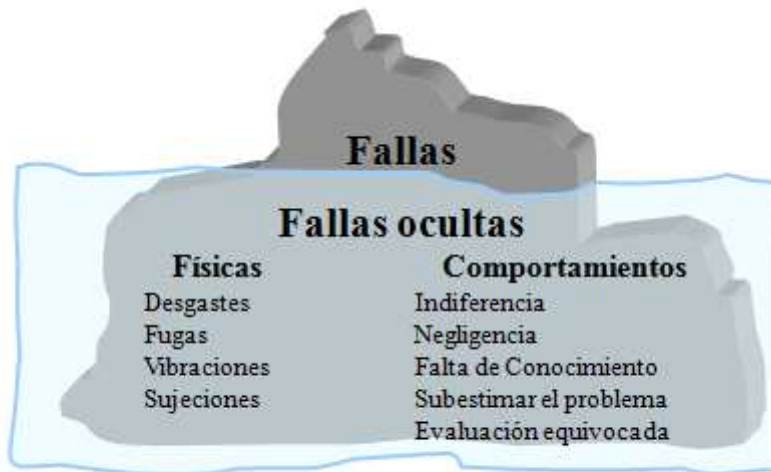 Fallas
Fallas ocultas
Físicas
Desgastes
Fugas
Vibraciones
Sujeciones
Comportamientos
Indiferencia
Negligencia
Falta de Conocimiento
Subestimar el problema
Evaluación equivocada